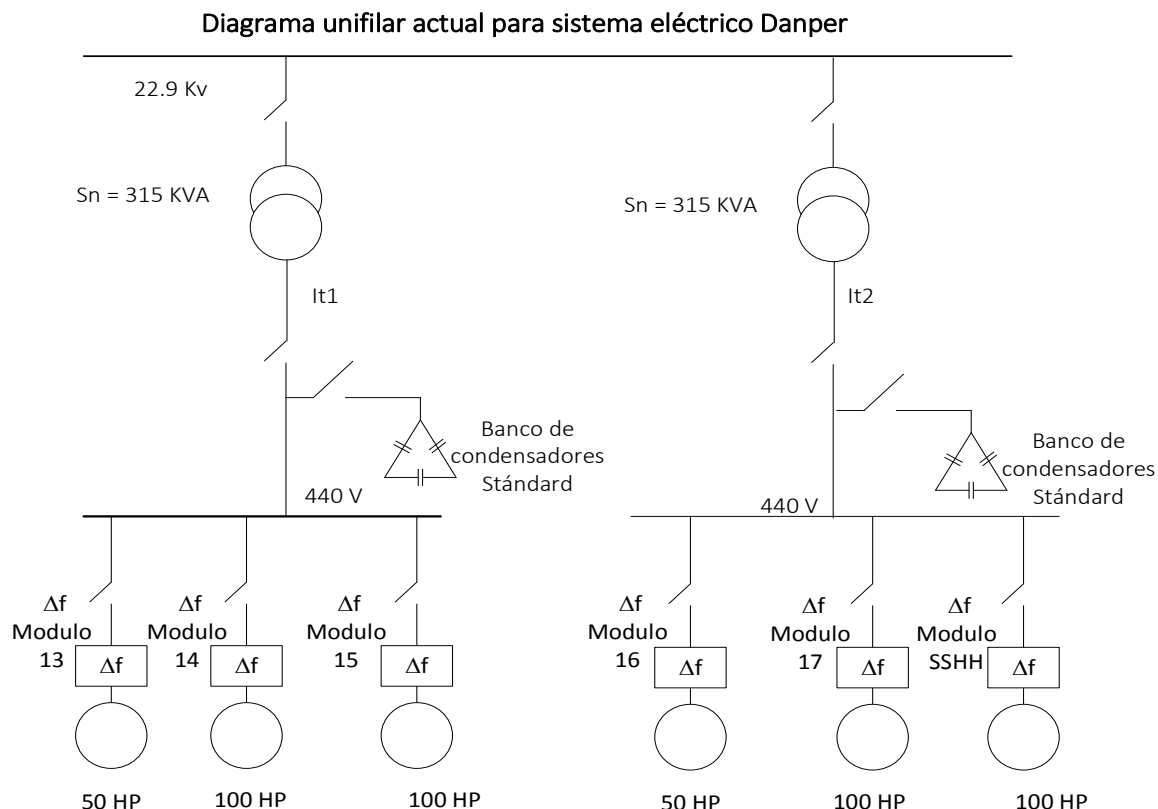 Diagrama unifilar actual para sistema eléctrico Danper
22.9 Kv
Sn = 315 KVA
Sn = 315 KVA
It1
It2
Banco de
condensadores
Stándard
Banco de
condensadores
Stándard
440 V
440 V
Δf
Modulo
13
Δf
Modulo
14
Δf
Modulo
15
Δf
Modulo
16
Δf
Modulo
17
Δf
Modulo
SSHH
Δf
Δf
Δf
Δf
Δf
Δf
50 HP
100 HP
100 HP
50 HP
100 HP
100 HP